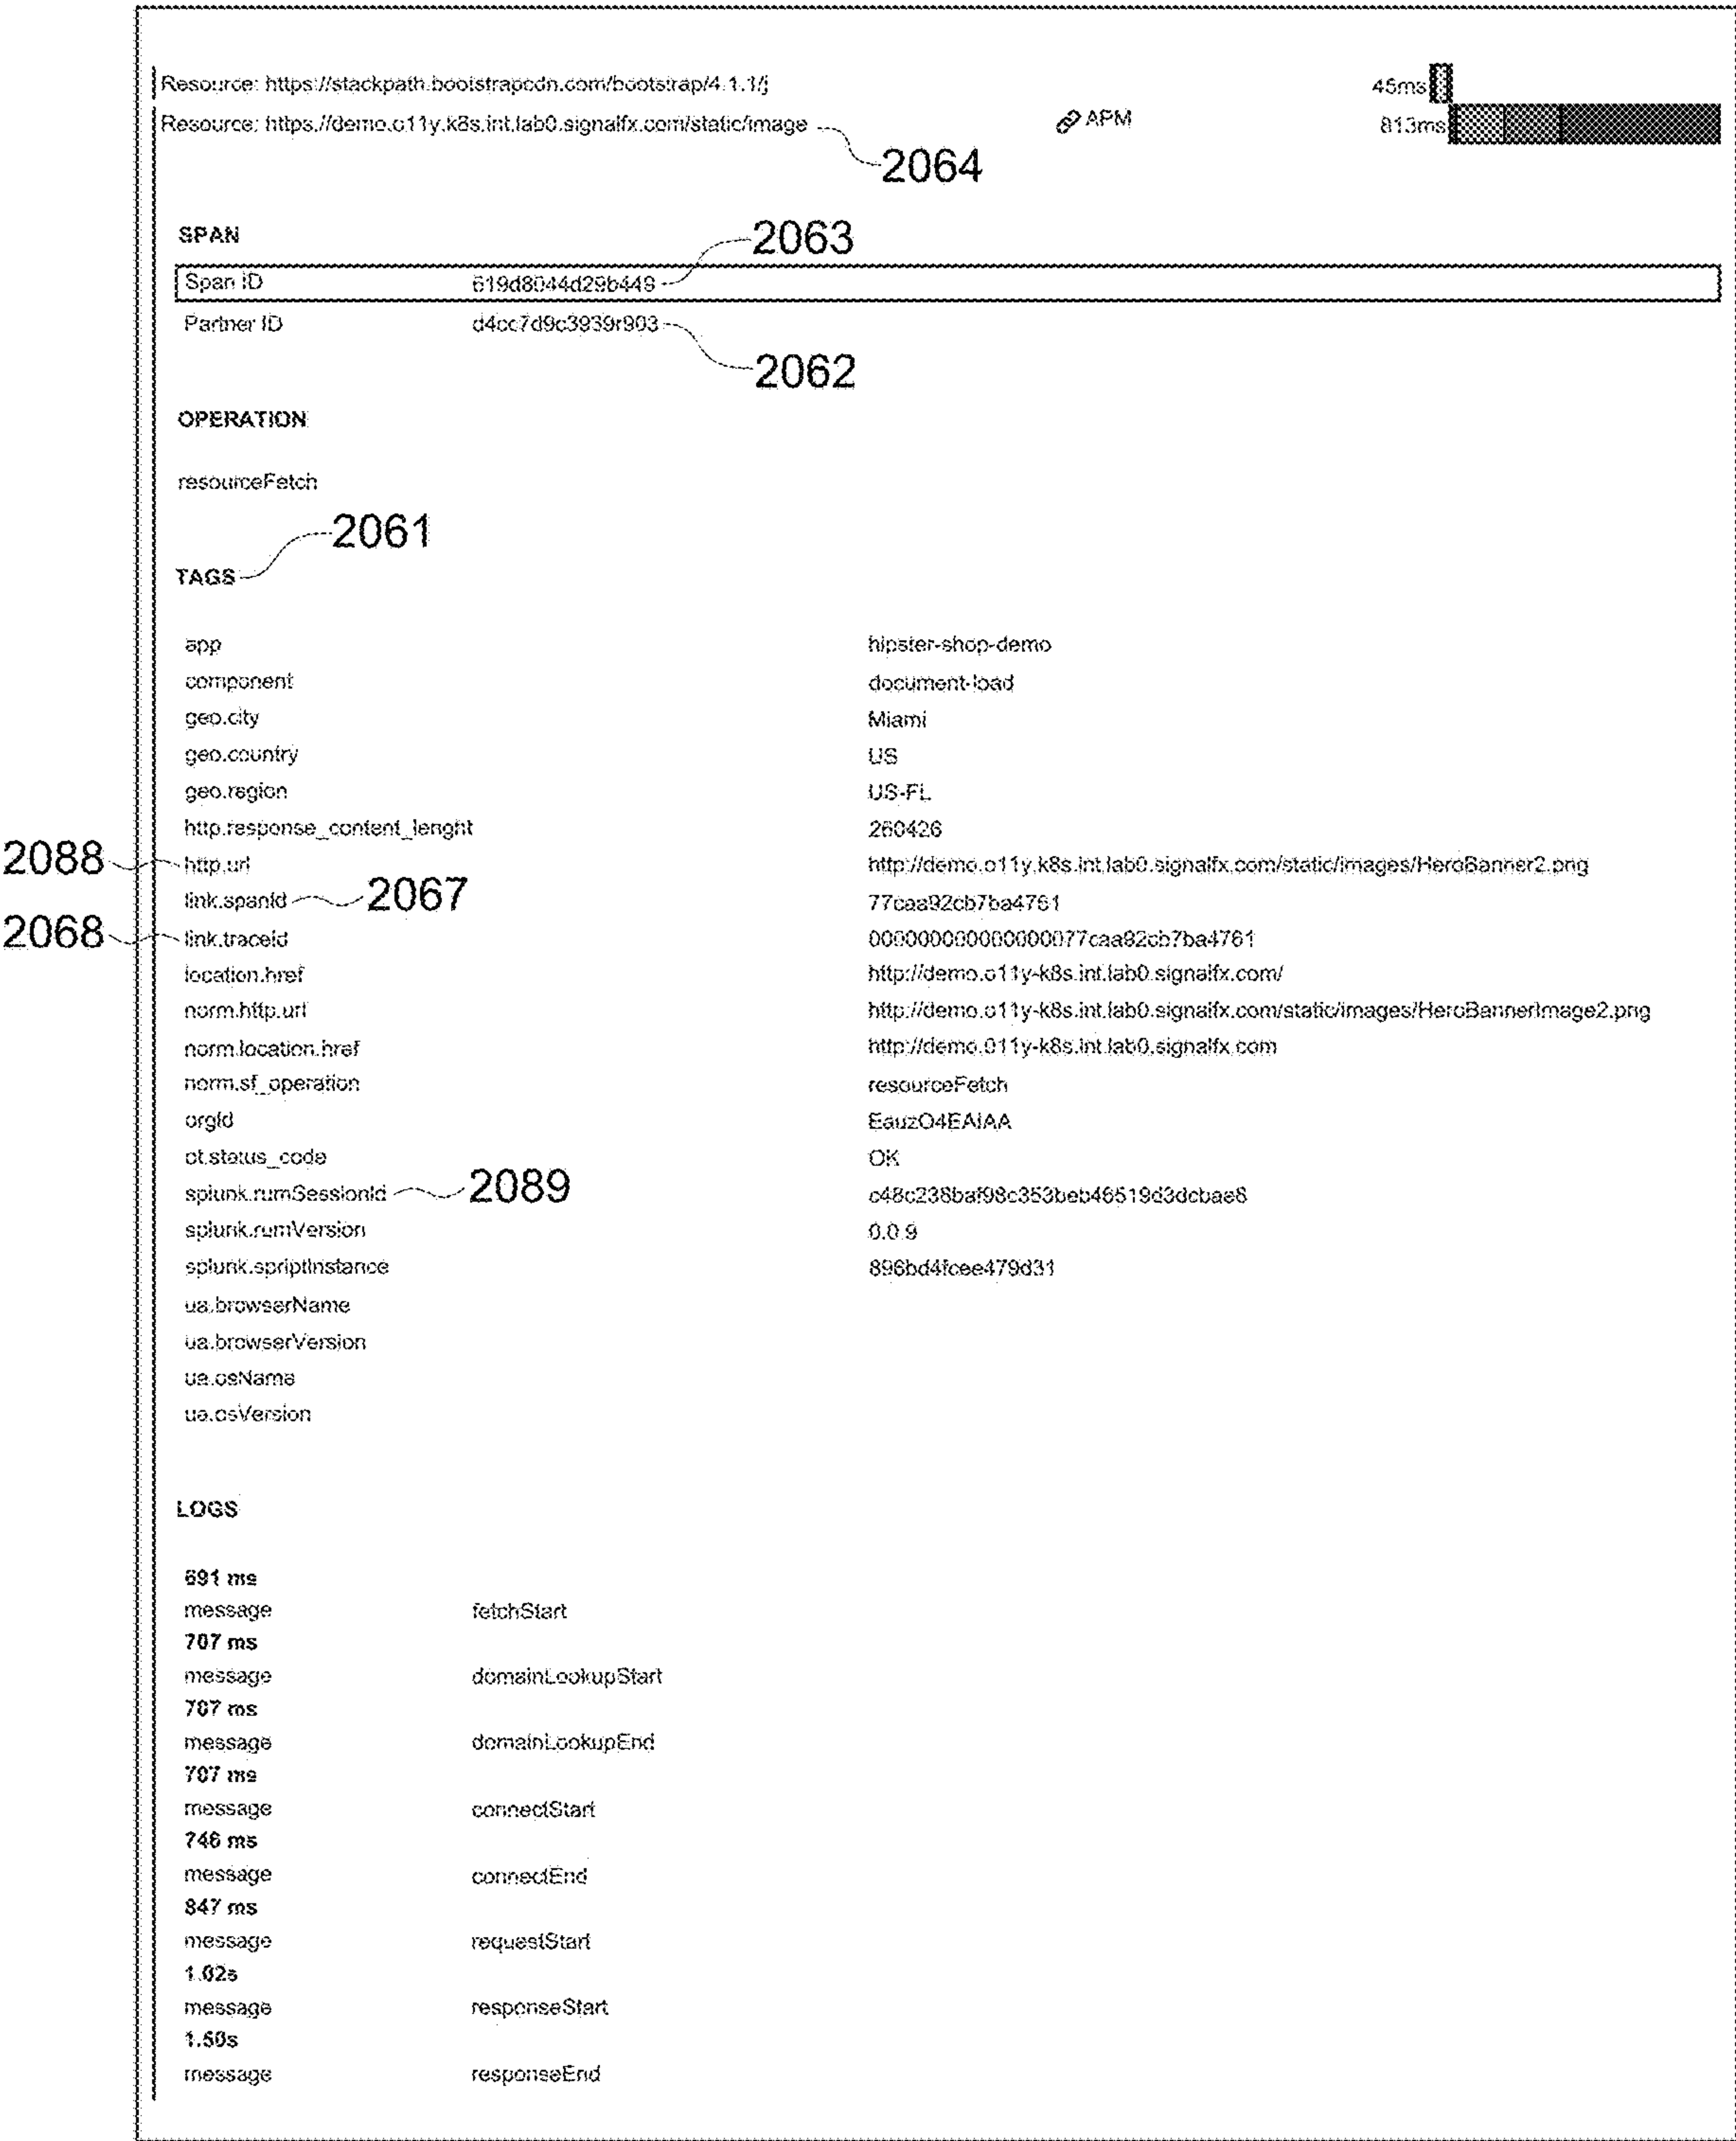 Resource: https://stackpath.bootstrapcdn.com/bootstrap/4.1.1/j 45ms
Resource: https://demo.o11y.k8s.int.lab0.signalfx.com/static/image APM 813ms
2064
SPAN
2063
Span ID 619d8044d29b449
Partner ID d4cc7d9c3939r903
2062
OPERATION
resourceFetch
2061
TAGS
app hipster-shop-demo
component document-load
geo.city Miami
geo.country US
geo.region US-FL
http.response_content_lenght 260426
2088 http.url http://demo.o11y.k8s.int.lab0.signalfx.com/static/images/HeroBanner2.png
link.spanId 2067 77caa92cb7ba4761
2068 link.traceId 000000000000000077caa92cb7ba4761
location.href http://demo.o11y-k8s.int.lab0.signalfx.com/
norm.http.url http://demo.o11y-k8s.int.lab0.signalfx.com/static/images/HeroBannerImage2.png
norm.location.href http://demo.011y-k8s.int.lab0.signalfx.com
norm.sf_operation resourceFetch
orgId EauzO4EAIAA
ot.status_code OK
splunk.rumSessionId 2089 c48c238baf98c353beb46519d3dcbae8
splunk.rumVersion 0.0.9
splunk.spriptInstance 896bd4fcee479d31
ua.browserName
ua.browserVersion
ua.osName
ua.osVersion
LOGS
691 ms
message fetchStart
707 ms
message domainLookupStart
707 ms
message domainLookupEnd
707 ms
message connectStart
746 ms
message connectEnd
847 ms
message requestStart
1.02s
message responseStart
1.50s
message responseEnd